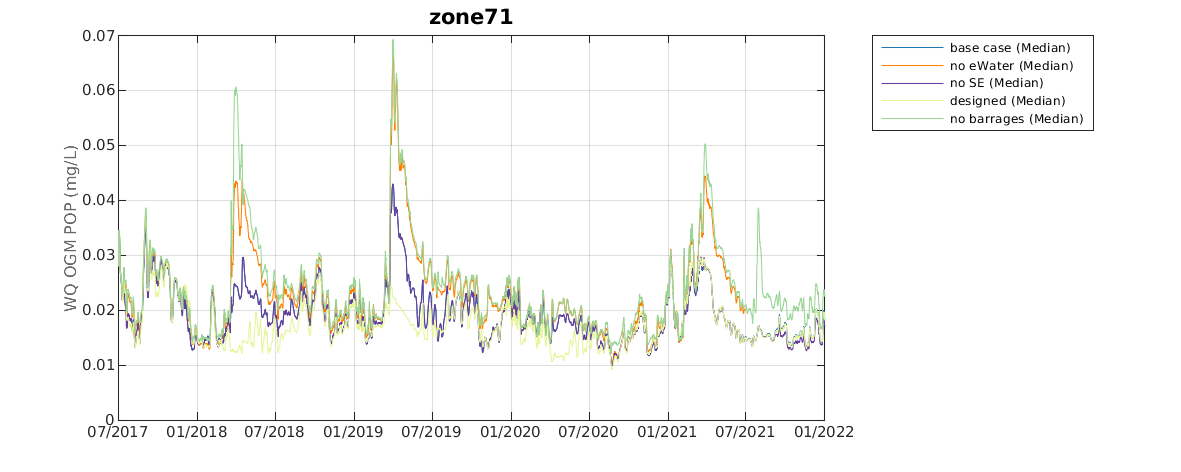 zone71
WQ OGM POP (mg/L)
0.07
0.06
0.05
0.04
0.03
0.02
0.01
0
07/2017 01/2018 07/2018 01/2019 07/2019 01/2020 07/2020 01/2021 07/2021 01/2022
base case (Median)
no eWater (Median)
no SE (Median)
designed (Median)
no barrages (Median)